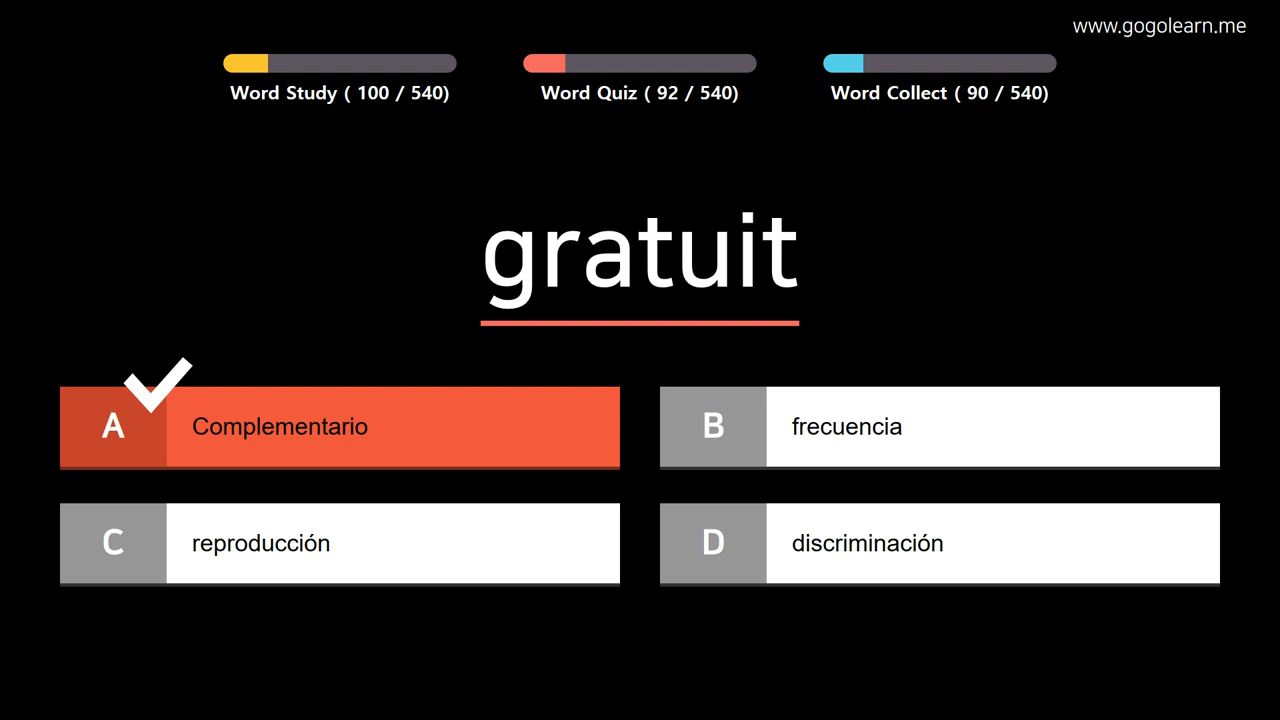 www.gogolearn.me
Word Study ( 100 / 540)
Word Quiz ( 92 / 540)
Word Collect ( 90 / 540)
gratuit
A Complementario
B frecuencia
C reproducción
D discriminación